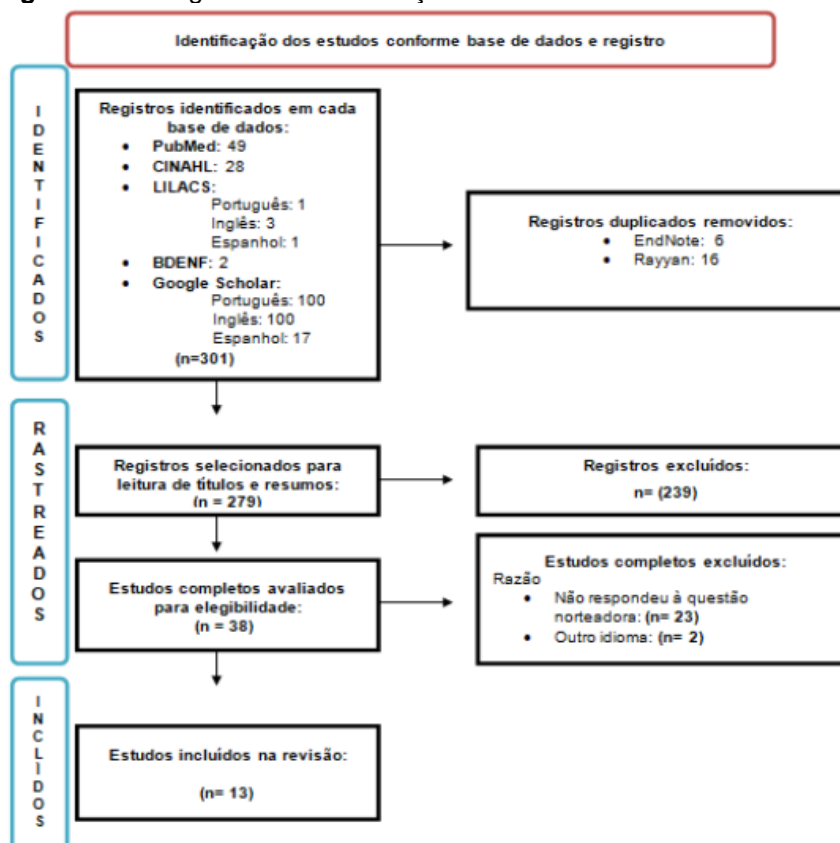 Identificação dos estudos conforme base de dados e registro
IDENTIFICADOS
Registros identificados em cada
base de dados:
• PubMed: 49
• CINAHL: 28
• LILACS:
Português: 1
Inglês: 3
Espanhol: 1
• BDENF: 2
• Google Scholar:
Português: 100
Inglês: 100
Espanhol: 17
(n=301)
Registros duplicados removidos:
• EndNote: 6
• Rayyan: 16
RASTREADOS
Registros selecionados para
leitura de títulos e resumos:
(n = 279)
Registros excluídos:
n= (239)
Estudos completos avaliados
para elegibilidade:
(n = 38)
Estudos completos excluídos:
Razão
• Não respondeu à questão
norteadora: (n= 23)
• Outro idioma: (n= 2)
INCLÍDOS
Estudos incluídos na revisão:
(n= 13)